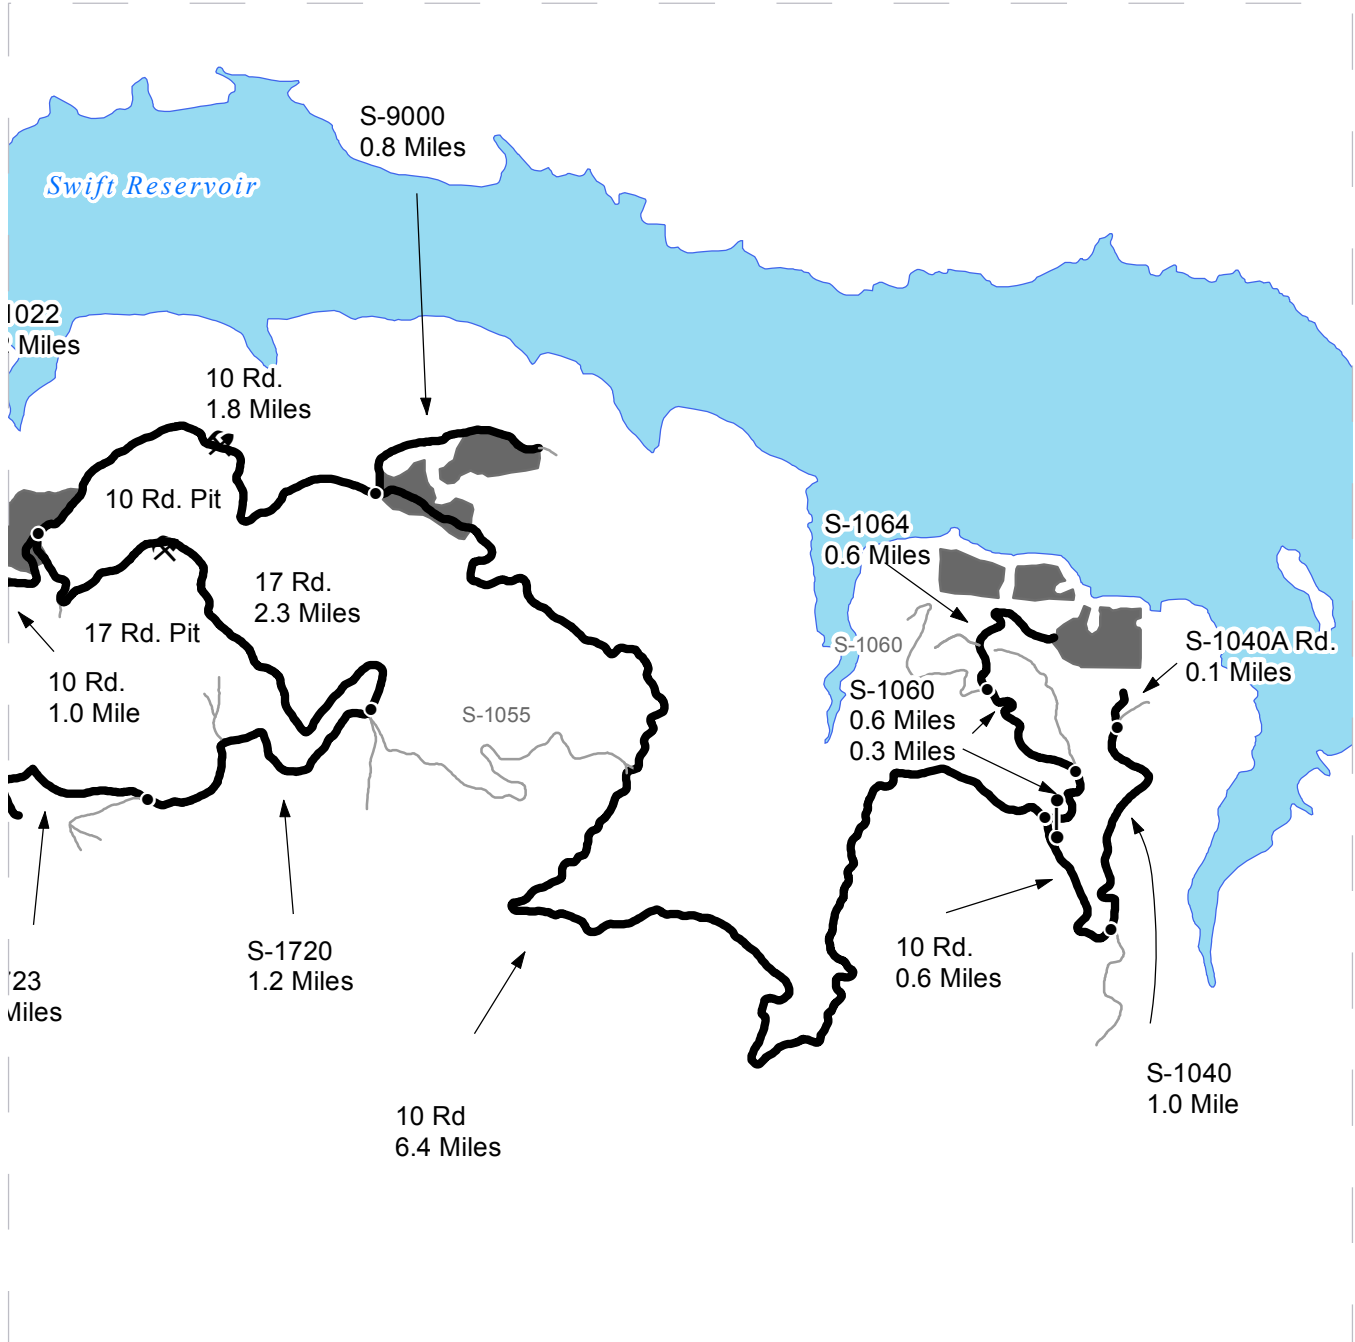 S-9000
0.8 Miles
Swift Reservoir
1022
Miles
10 Rd.
1.8 Miles
10 Rd. Pit
17 Rd.
2.3 Miles
17 Rd. Pit
10 Rd.
1.0 Mile
S-1055
S-1064
0.6 Miles
S-1060
S-1060
0.6 Miles
0.3 Miles
S-1040A Rd.
0.1 Miles
S-1720
1.2 Miles
23
Miles
10 Rd.
0.6 Miles
S-1040
1.0 Mile
10 Rd
6.4 Miles